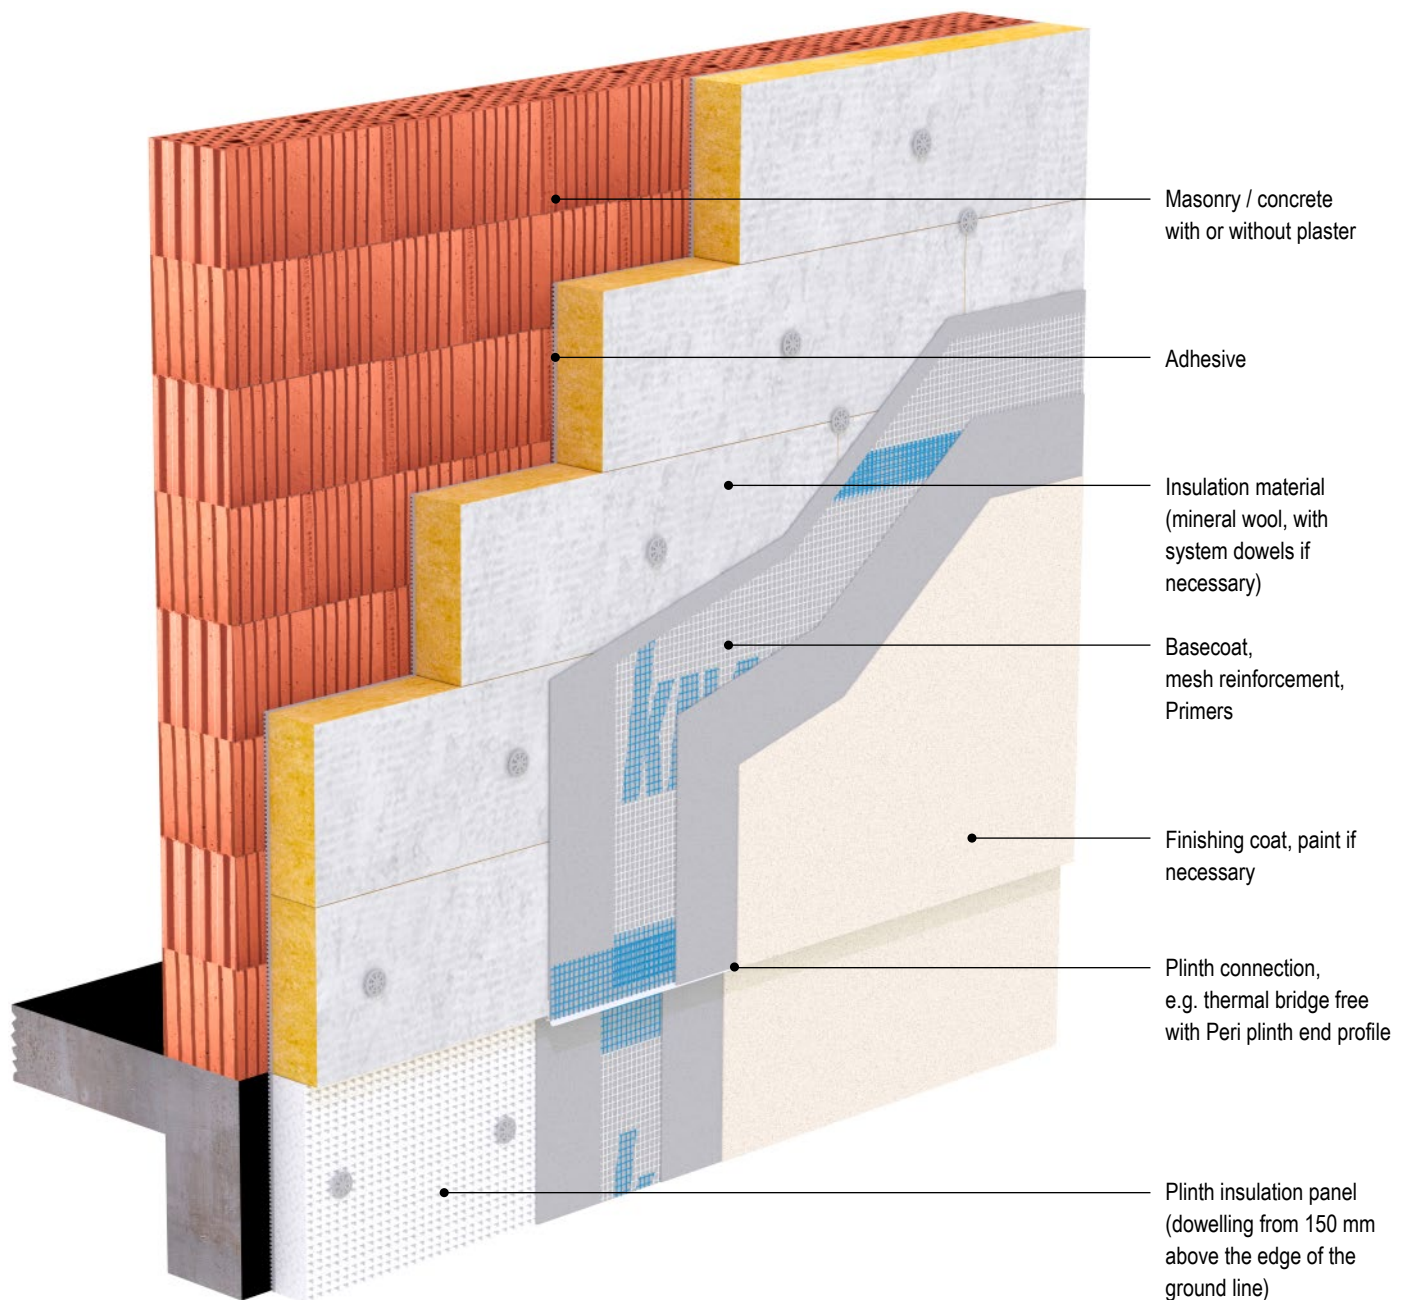 Masonry / concrete
with or without plaster
Adhesive
Insulation material
(mineral wool, with
system dowels if
necessary)
Basecoat,
mesh reinforcement,
Primers
Finishing coat, paint if
necessary
Plinth connection,
e.g. thermal bridge free
with Peri plinth end profile
Plinth insulation panel
(dowelling from 150 mm
above the edge of the
ground line)